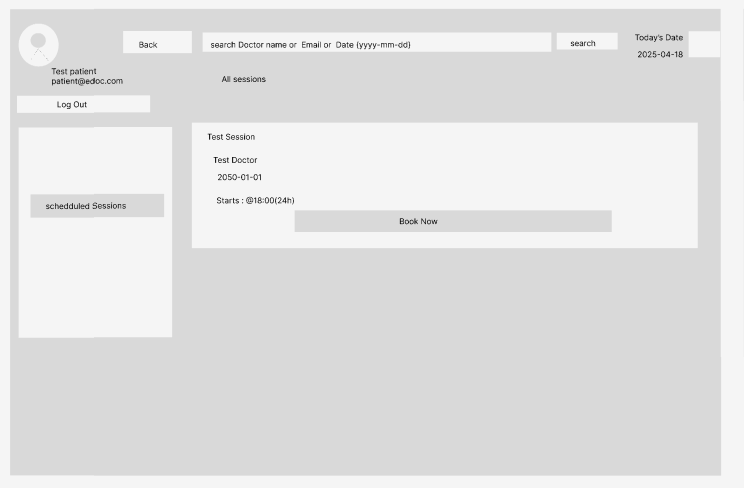 Back
search Doctor name or Email or Date (yyyy-mm-dd)
search
Today's Date
2025-04-18
Test patient
patient@edoc.com
All sessions
Log Out
Test Session
Test Doctor
2050-01-01
Starts : @18:00(24h)
Book Now
schedduled Sessions